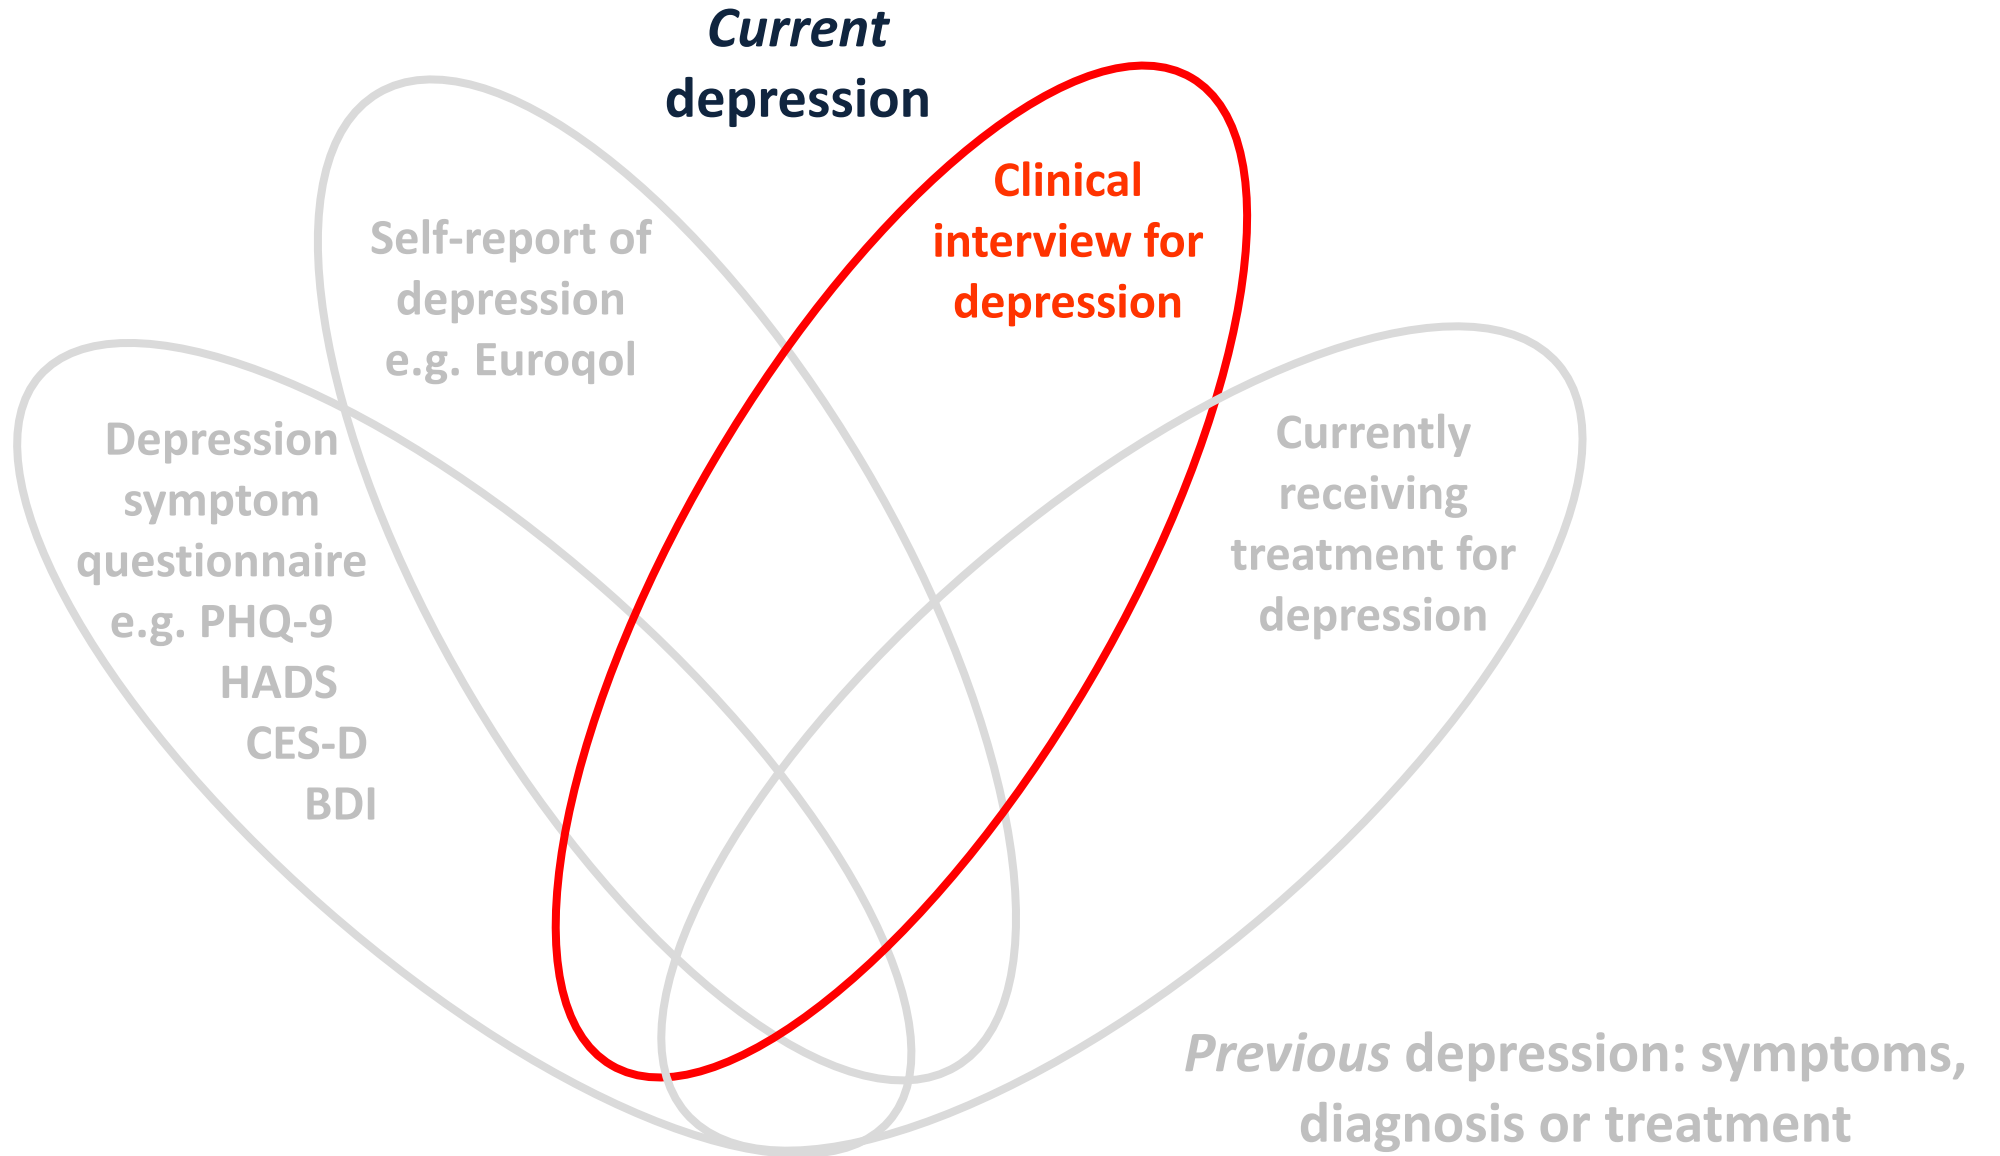 Current
depression
Self-report of
depression
e.g. Euroqol
Clinical
interview for
depression
Depression
symptom
questionnaire
e.g. PHQ-9
HADS
CES-D
BDI
Currently
receiving
treatment for
depression
Previous depression: symptoms,
diagnosis or treatment